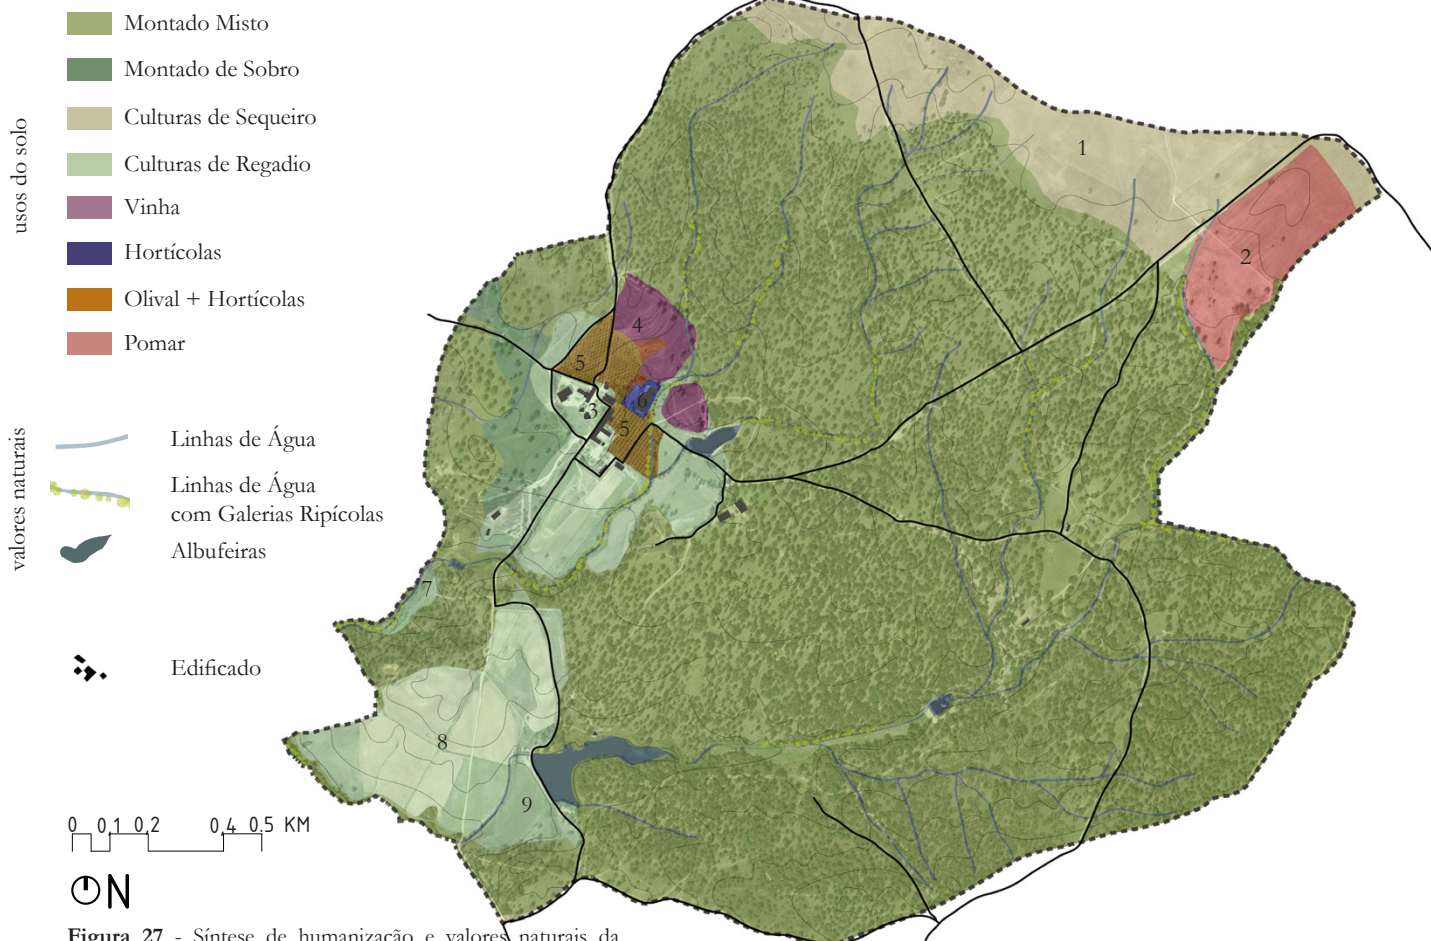 usos do solo
Montado Misto
Montado de Sobro
Culturas de Sequeiro
Culturas de Regadio
Vinha
Hortícolas
Olival + Hortícolas
Pomar
valores naturais
Linhas de Água
Linhas de Água
com Galerias Ripícolas
Albufeiras
Edificado
1
2
4
5
3
6
5
7
8
9
0 0,1 0,2 0,4 0.5 KM
N
Figura 27 - Síntese de humanização e valores naturais da